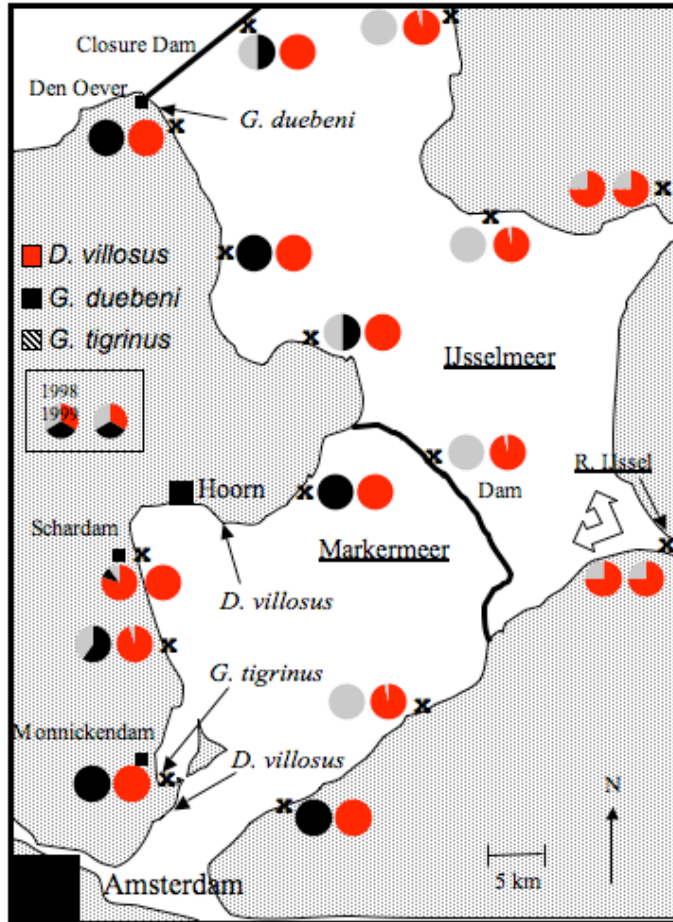 Closure Dam
Den Oever
G. duebeni
D. villosus
G. duebeni
G. tigrinus
1998
1999
IJsselmeer
Hoorn
Dam
R. IJssel
Schardam
Markermeer
D. villosus
G. tigrinus
Monnickendam
D. villosus
N
5 km
Amsterdam